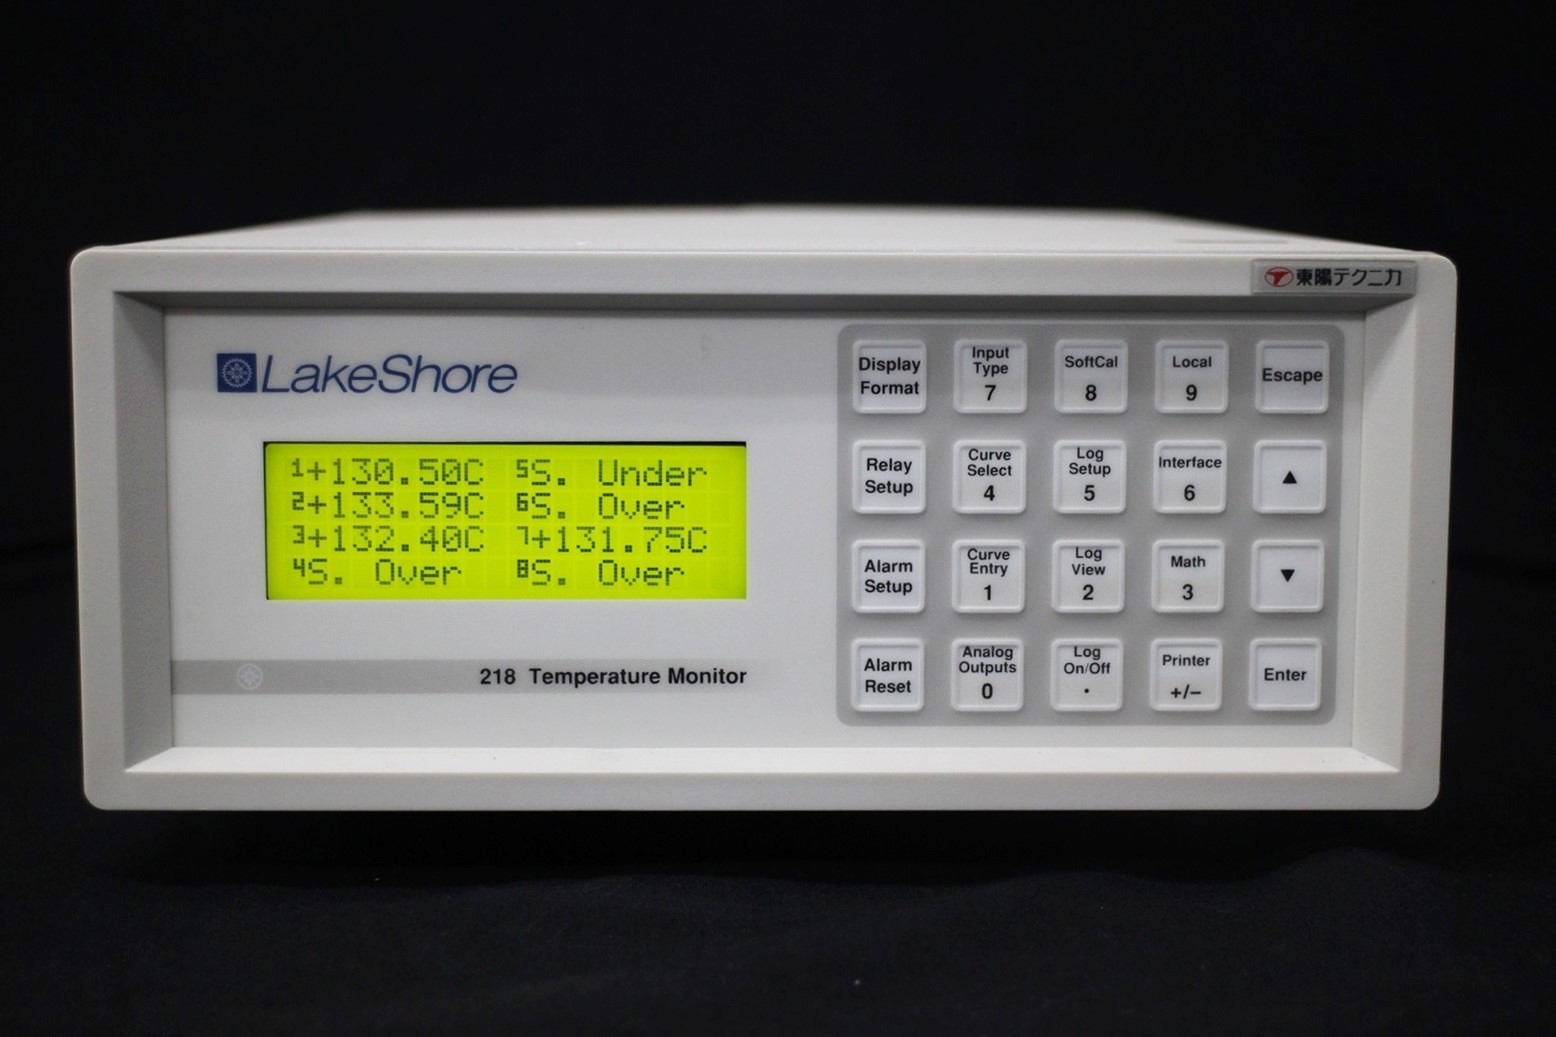 東陽テクニカ
LakeShore
1+130.50C 5S. Under
2+133.59C 6S. Over
3+132.40C 7+131.75C
4S. Over 8S. Over
218 Temperature Monitor
Display
Format
Input
Type
7
SoftCal
8
Local
9
Escape
Relay
Setup
Curve
Select
4
Log
Setup
5
Interface
6
▲
Alarm
Setup
Curve
Entry
1
Log
View
2
Math
3
▼
Alarm
Reset
Analog
Outputs
0
Log
On/Off
.
Printer
+/−
Enter